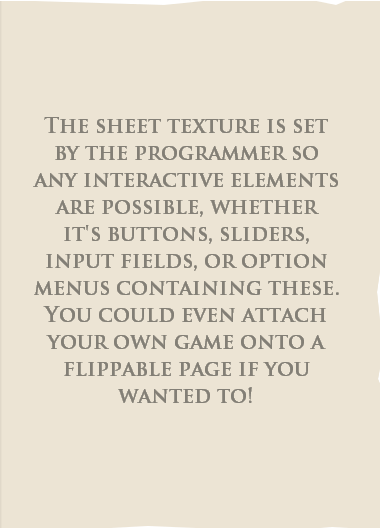 The sheet texture is set
by the programmer so
any interactive elements
are possible, whether
it's buttons, sliders,
input fields, or option
menus containing these.
You could even attach
your own game onto a
flippable page if you
wanted to!